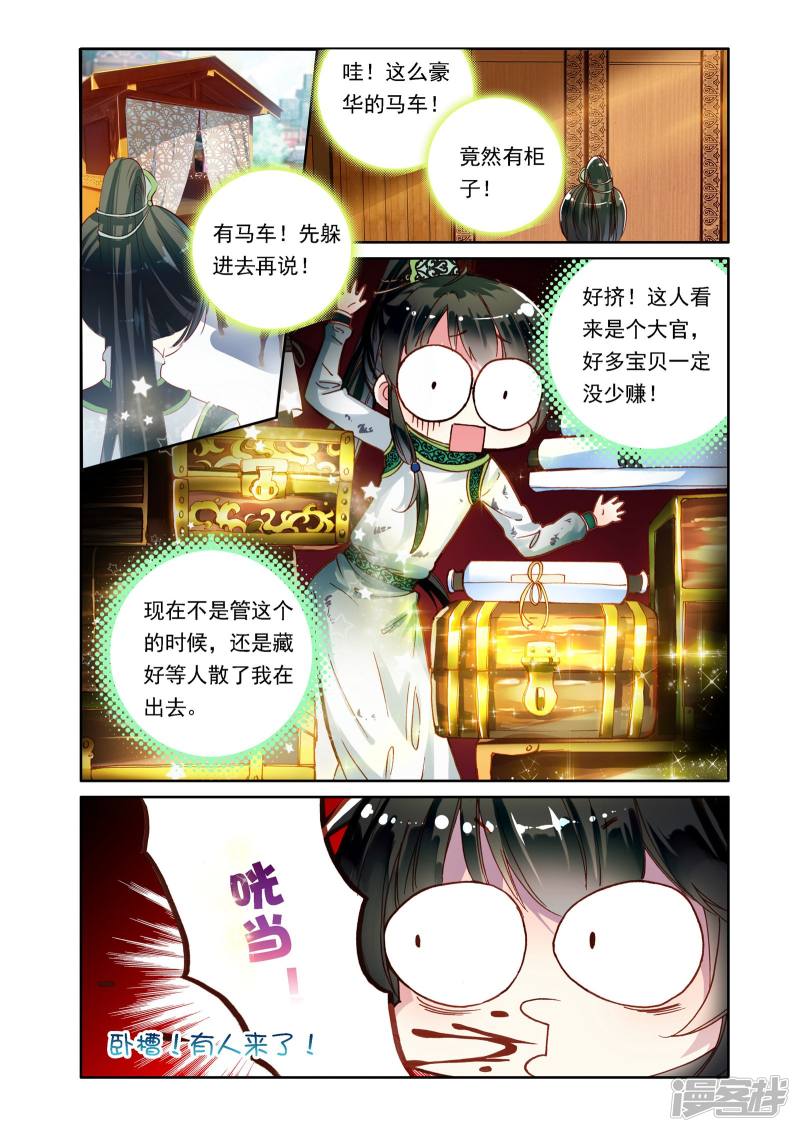 有马车！先躲
进去再说！
哇！这么豪
华的马车！
竟然有柜
子！
好挤！这人看
来是个大官，
好多宝贝一定
没少赚！
现在不是管这个
的时候，还是藏
好等人散了我在
出去。
咣当！
卧槽！有人来了！
漫客栈